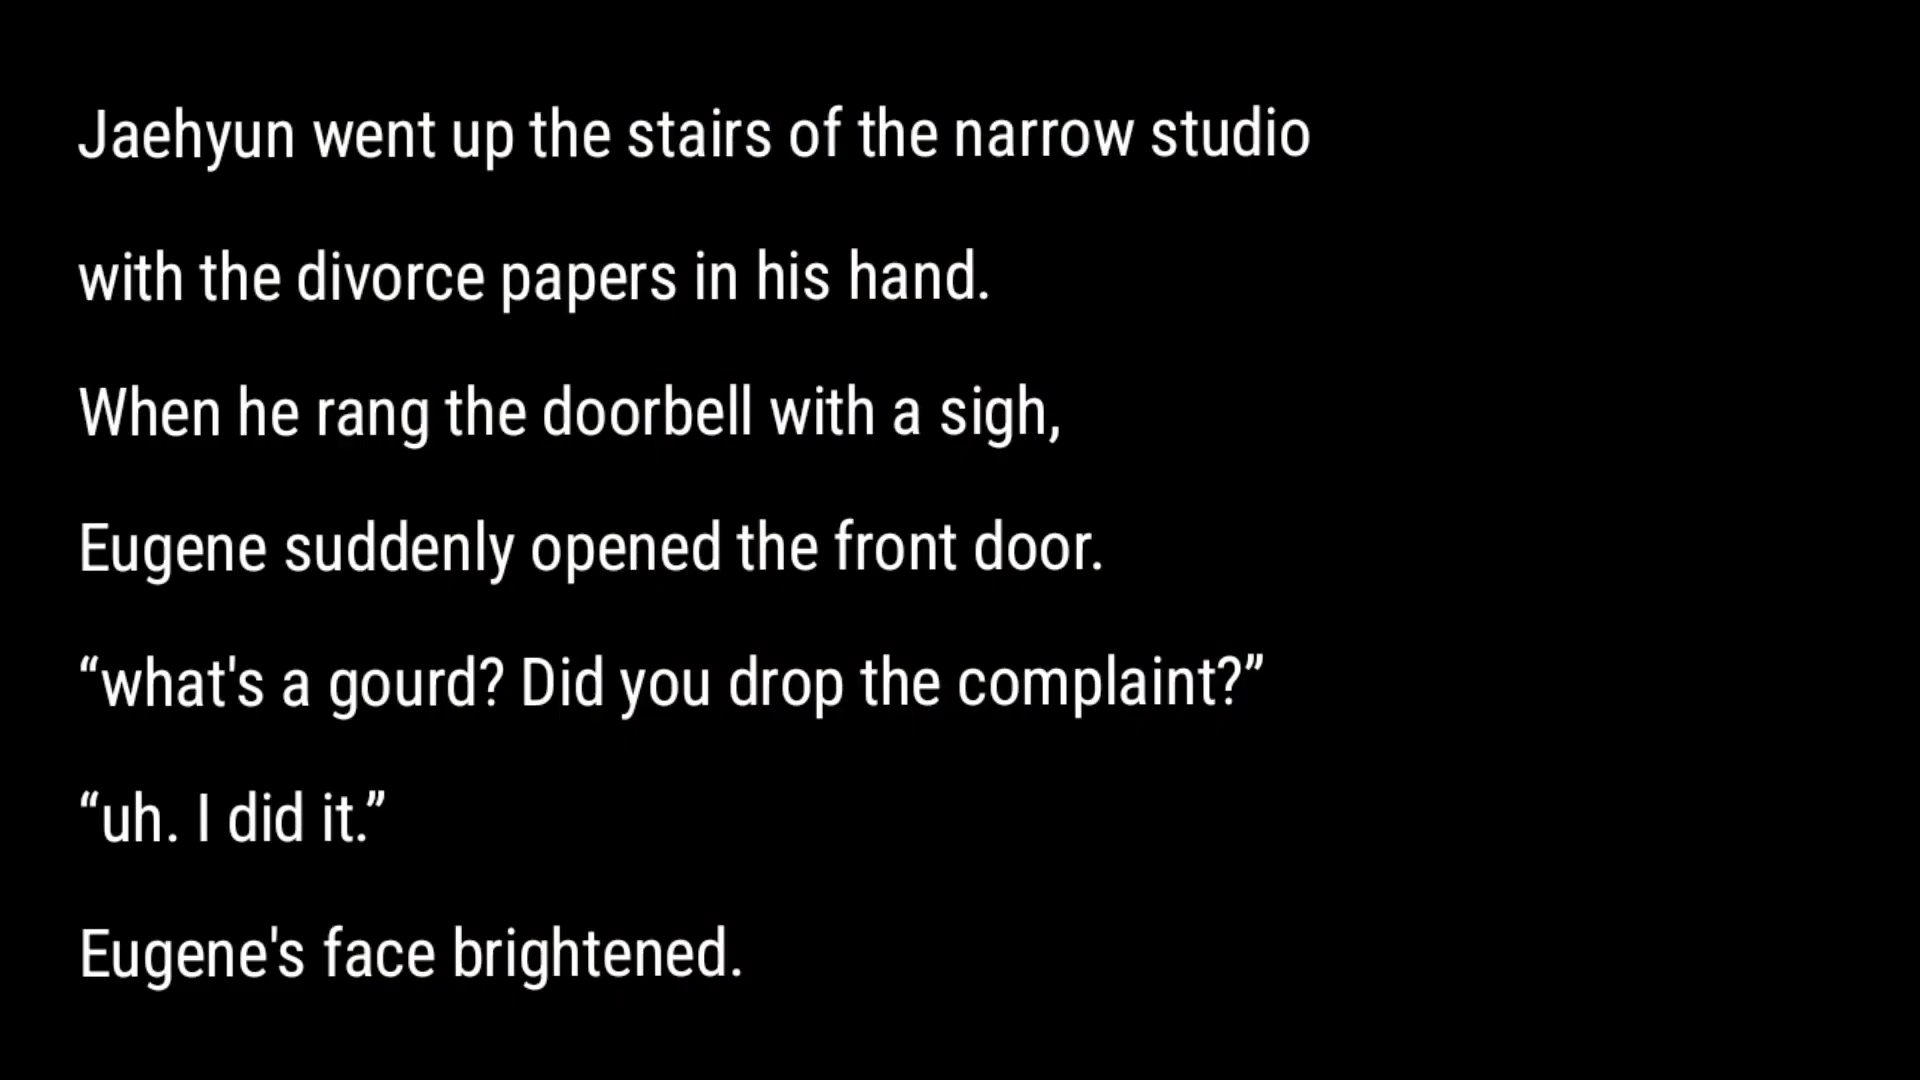 Jaehyun went up the stairs of the narrow studio
with the divorce papers in his hand.
When he rang the doorbell with a sigh,
Eugene suddenly opened the front door.
“what's a gourd? Did you drop the complaint?”
“uh. I did it.”
Eugene's face brightened.